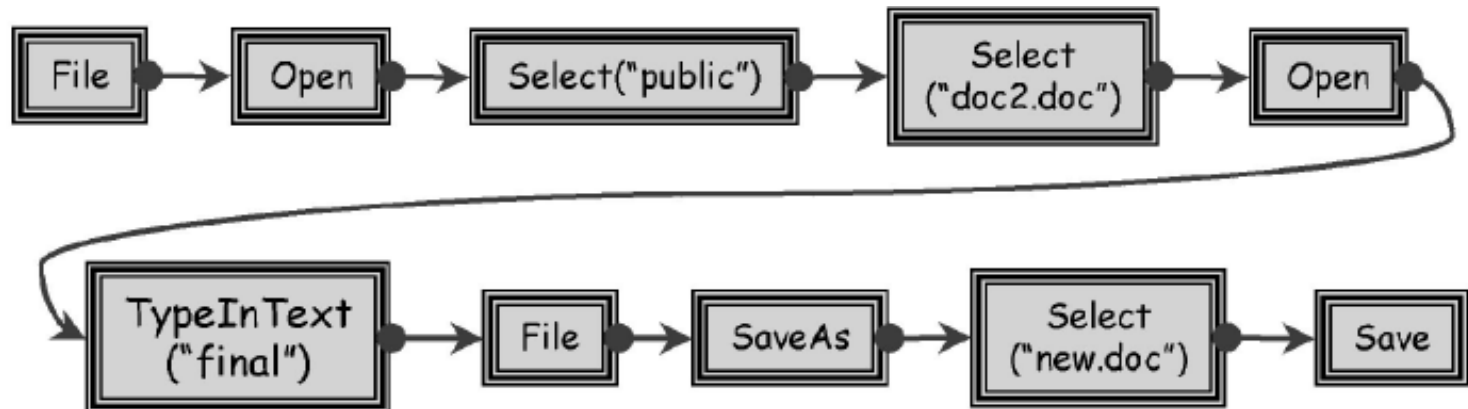 File
Open
Select("public")
Select
("doc2.doc")
Open
TypeInText
("final")
File
SaveAs
Select
("new.doc")
Save